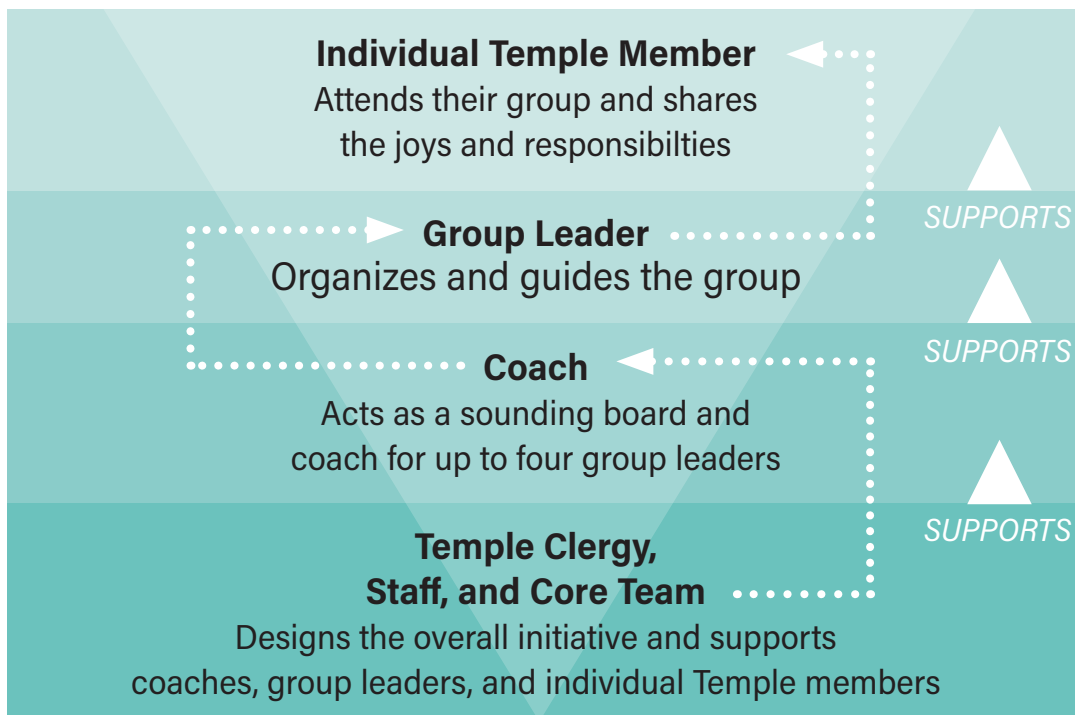 Individual Temple Member
Attends their group and shares
the joys and responsibilties
SUPPORTS
Group Leader
Organizes and guides the group
SUPPORTS
Coach
Acts as a sounding board and
coach for up to four group leaders
SUPPORTS
Temple Clergy,
Staff, and Core Team
Designs the overall initiative and supports
coaches, group leaders, and individual Temple members